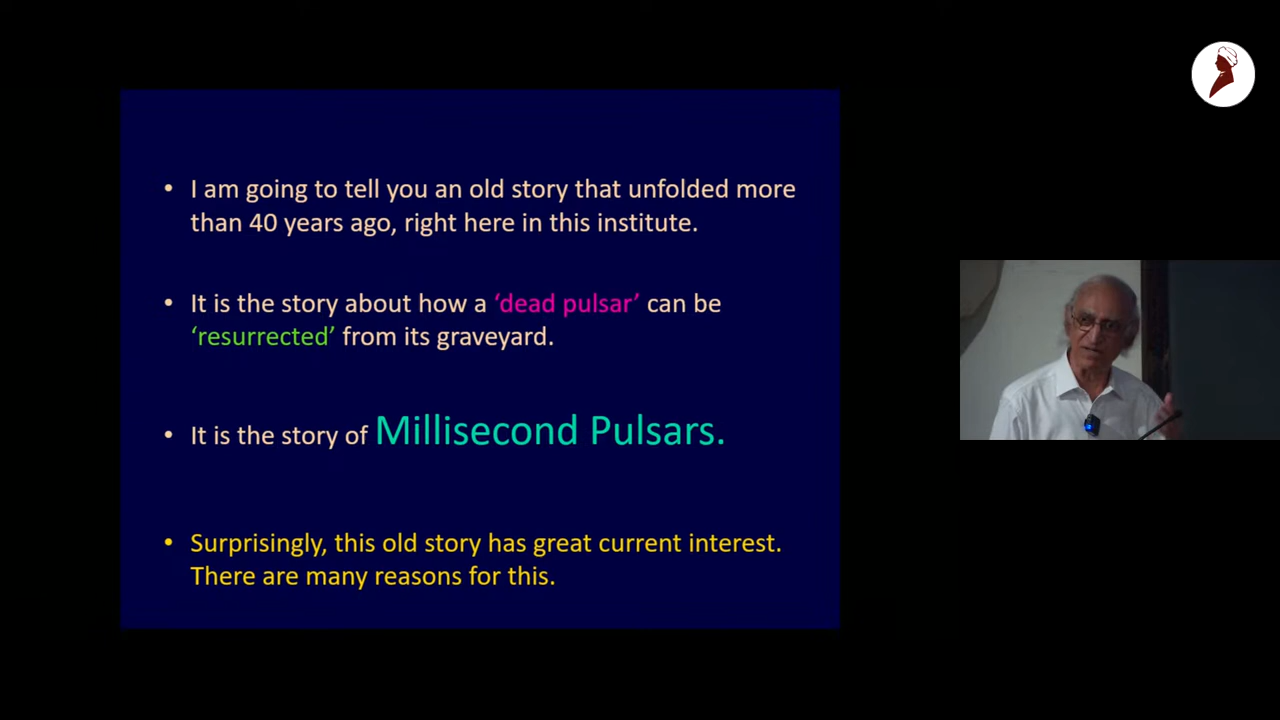 • I am going to tell you an old story that unfolded more
than 40 years ago, right here in this institute.
• It is the story about how a ‘dead pulsar’ can be
‘resurrected’ from its graveyard.
• It is the story of Millisecond Pulsars.
• Surprisingly, this old story has great current interest.
There are many reasons for this.